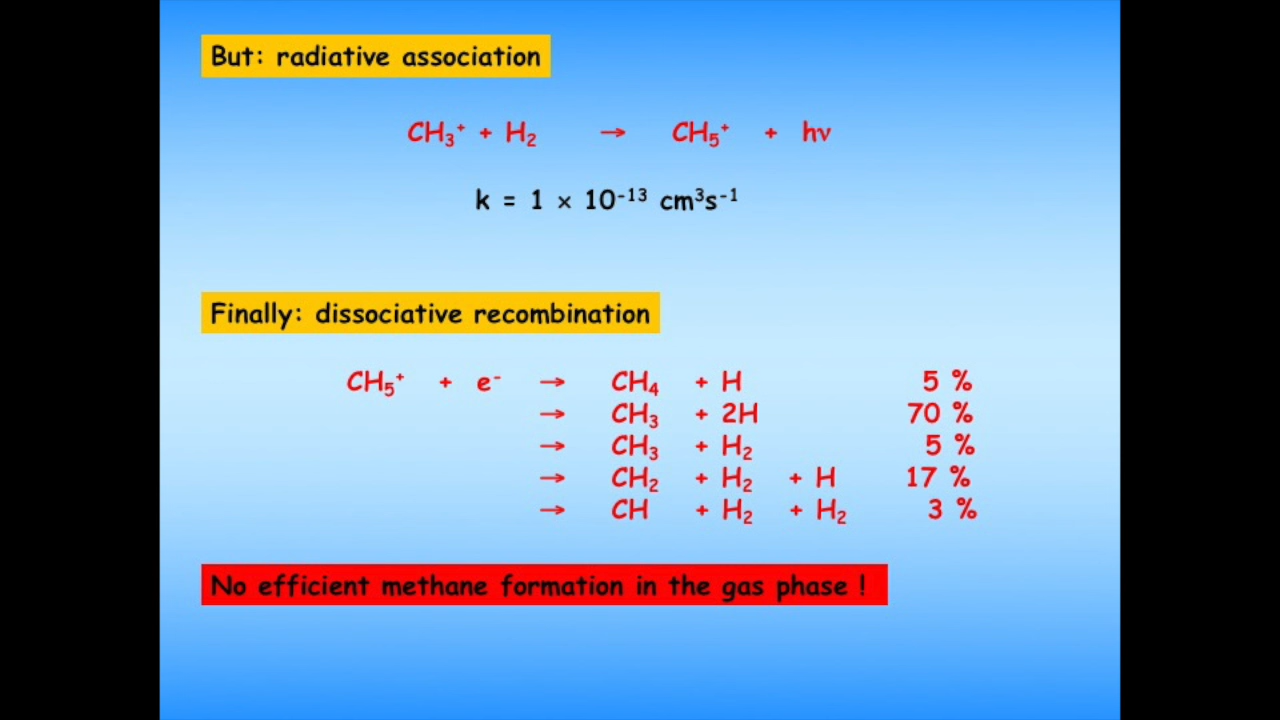 But: radiative association
CH₃⁺ + H₂ → CH₅⁺ + hν
k = 1 × 10⁻¹³ cm³s⁻¹
Finally: dissociative recombination
CH₅⁺ + e⁻ → CH₄ + H 5 %
→ CH₃ + 2H 70 %
→ CH₃ + H₂ 5 %
→ CH₂ + H₂ + H 17 %
→ CH + H₂ + H₂ 3 %
No efficient methane formation in the gas phase !